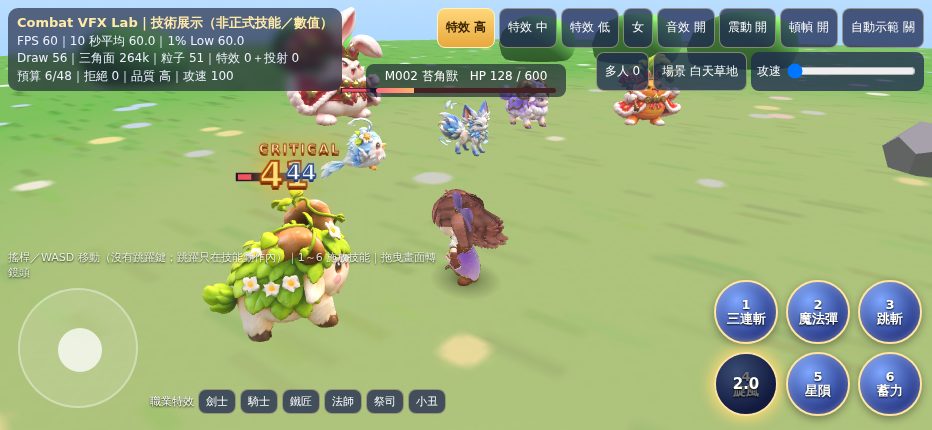 Combat VFX Lab｜技術展示（非正式技能／數值）
FPS 60｜10 秒平均 60.0｜1% Low 60.0
Draw 56｜三角面 264k｜粒子 51｜特效 0＋投射 0
預算 6/48｜拒絕 0｜品質 高｜攻速 100
特效 高
特效 中
特效 低
女
音效 開
震動 開
頓幀 開
自動示範 關
多人 0
場景 白天草地
攻速
M002 苔角獸 HP 128 / 600
CRITICAL
44
搖桿／WASD 移動（沒有跳躍鍵；跳躍只在技能動作內）｜1~6 施放技能｜拖曳畫面轉
鏡頭
1
三連斬
2
魔法彈
3
跳斬
2.0
旋風
5
星隕
6
蓄力
職業特效
劍士
騎士
鐵匠
法師
祭司
小丑